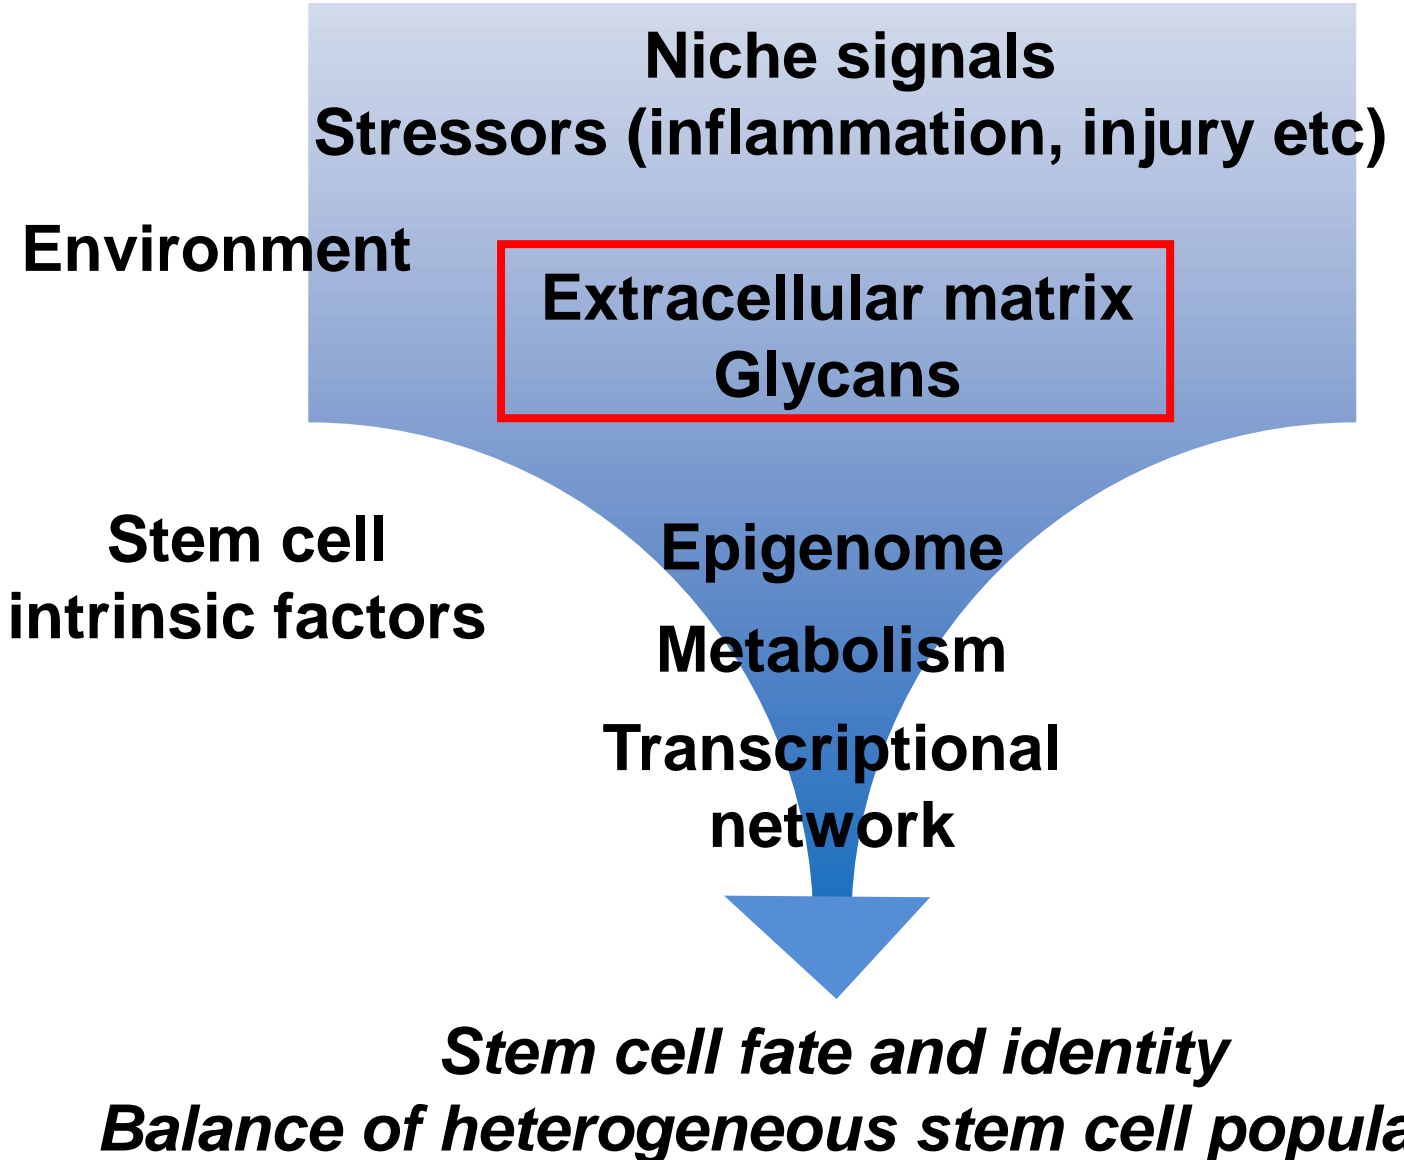 Niche signals
Stressors (inflammation, injury etc)
Environment
Extracellular matrix
Glycans
Stem cell
intrinsic factors
Epigenome
Metabolism
Transcriptional
network
Stem cell fate and identity
Balance of heterogeneous stem cell